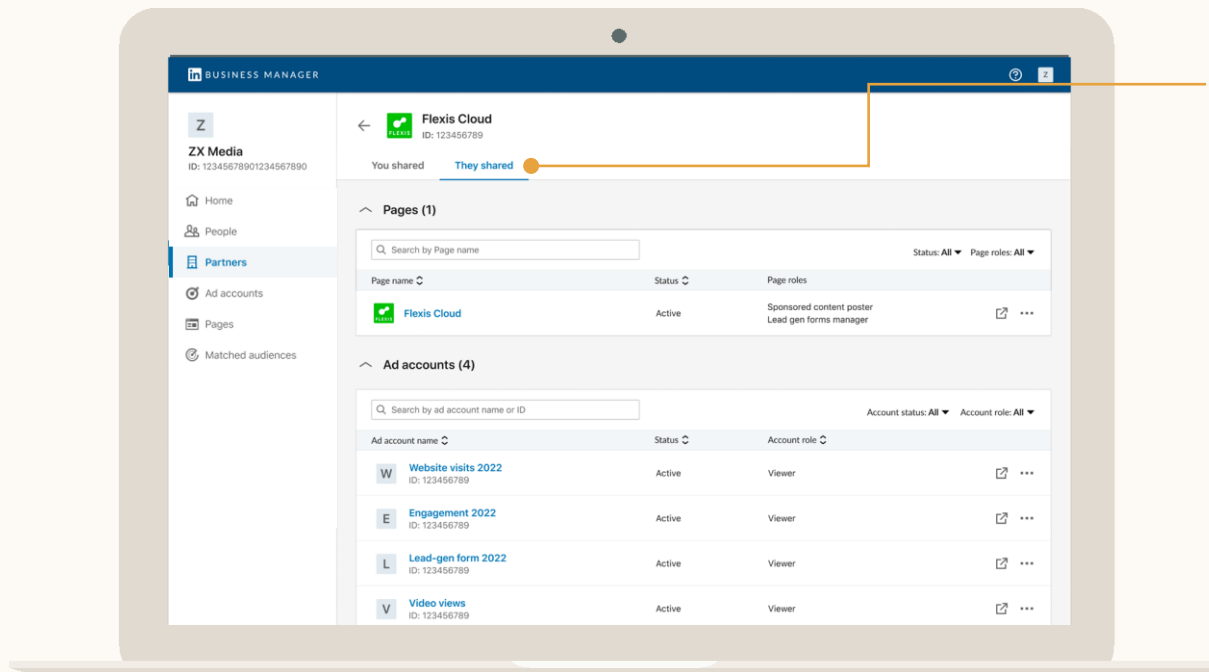 in BUSINESS MANAGER
Z
Z
ZX Media
ID: 12345678901234567890
Home
People
Partners
Ad accounts
Pages
Matched audiences
FLEXIS
Flexis Cloud
ID: 123456789
You shared They shared
Pages (1)
Search by Page name
Status: All Page roles: All
Page name Status Page roles
FLEXIS Flexis Cloud Active Sponsored content poster
Lead gen forms manager
Ad accounts (4)
Search by ad account name or ID
Account status: All Account role: All
Ad account name Status Account role
W Website visits 2022 Active Viewer
ID: 123456789
E Engagement 2022 Active Viewer
ID: 123456789
L Lead-gen form 2022 Active Viewer
ID: 123456789
V Video views Active Viewer
ID: 123456789